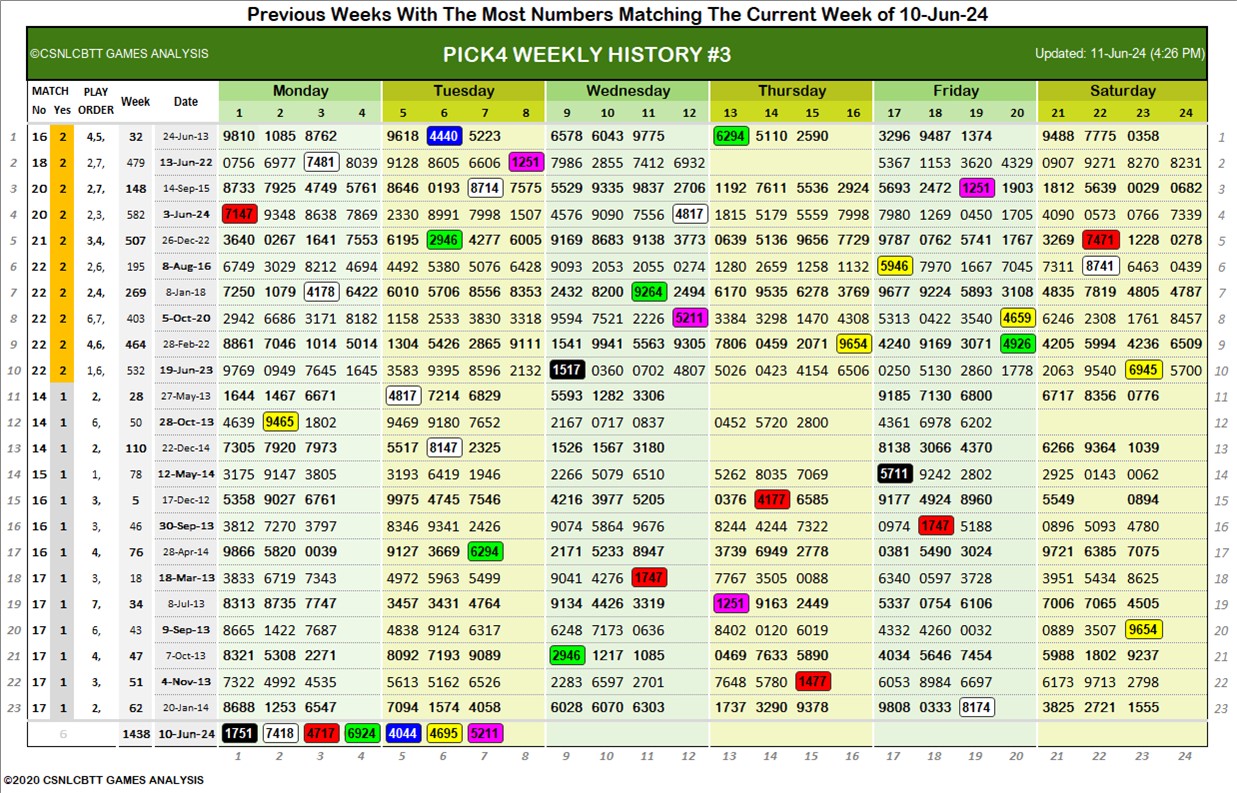 Previous Weeks With The Most Numbers Matching The Current Week of 10-Jun-24
©CSNLCBTT GAMES ANALYSIS PICK4 WEEKLY HISTORY #3 Updated: 11-Jun-24 (4:26 PM)
MATCH PLAY Week Date Monday Tuesday Wednesday Thursday Friday Saturday
No Yes ORDER 1 2 3 4 5 6 7 8 9 10 11 12 13 14 15 16 17 18 19 20 21 22 23 24
1 16 2 4,5, 32 24-Jun-13 9810 1085 8762 9618 6440 5223 6578 6043 9775 6294 5110 2590 3296 9487 1374 9488 7775 0358 1
2 18 2 2,7, 479 13-Jun-22 0756 6977 7481 8039 9128 8605 6606 1251 7986 2855 7412 6932 5367 1153 3620 4329 0907 9271 8270 8231 2
3 20 2 2,7, 148 14-Sep-15 8733 7925 4749 5761 8646 0193 8714 7575 5529 9335 9837 2706 1192 7611 5536 2924 5693 2472 1251 1903 1812 5639 0029 0682 3
4 20 2 2,3, 582 3-Jun-24 7147 9348 8638 7869 2330 8991 7998 1507 4576 9090 7556 4817 1815 5179 5559 7998 7980 1269 0450 1705 4090 0573 0766 7339 4
5 21 2 3,4, 507 26-Dec-22 3640 0267 1641 7553 6195 2946 4277 6005 9169 8683 9138 2773 0639 5136 9656 7729 9787 0762 5741 1767 3269 7471 1228 0278 5
6 22 2 2,6, 195 8-Aug-16 6749 3029 8212 4694 4492 5380 5076 6428 9093 2053 2055 0274 1280 2659 1258 1132 5946 7970 1667 7045 7311 8741 6463 0439 6
7 22 2 2,4, 269 8-Jan-18 7250 1079 4178 6422 6010 5706 8556 8353 2432 8200 9264 2494 6170 9535 6278 3769 9677 9224 5893 3108 4835 7819 4805 4787 7
8 22 2 6,7, 403 5-Oct-20 2942 6686 3171 8182 1158 2533 3830 3318 9594 7521 2226 5211 3384 3298 1470 4308 5313 0422 3540 4659 6246 2308 1761 8457 8
9 22 2 4,6, 464 28-Feb-22 8861 7046 1014 5014 1304 5426 2865 9111 1541 9941 5563 9305 7806 0459 2071 9654 4240 9169 3071 4926 4205 5994 4236 6509 9
10 22 2 1,6, 532 19-Jun-23 9769 0949 7645 1645 3583 9395 8596 2132 1517 0360 0702 4807 5026 0423 4154 6506 0250 5130 2860 1778 2063 9540 6945 5700 10
11 14 1 2, 28 27-May-13 1644 1467 6671 4817 7214 6829 5593 1282 3306 9185 7130 6800 6717 8356 0776 11
12 14 1 6, 50 28-Oct-13 4639 9465 1802 9469 9180 7652 2167 0717 0837 0452 5720 2800 4361 6978 6202 12
13 14 1 2, 110 22-Dec-14 7305 7920 7973 5517 8147 2325 1526 1567 3180 8138 3066 4370 6266 9364 1039 13
14 15 1 1, 78 12-May-14 3175 9147 3805 3193 6419 1946 2266 5079 6510 5262 8035 7069 5711 9242 2802 2925 0143 0062 14
15 16 1 3, 5 17-Dec-12 5358 9027 6761 9975 4745 7546 4216 3977 5205 0376 4177 6585 9177 4924 8960 5549 0894 15
16 16 1 3, 46 30-Sep-13 3812 7270 3797 8346 9341 2426 9074 5864 9676 8244 4244 7322 0974 1747 5188 0896 5093 4780 16
17 16 1 4, 76 28-Apr-14 9866 5820 0039 9127 3669 6294 2171 5233 8947 3739 6949 2778 0381 5490 3024 9721 6385 7075 17
18 17 1 3, 18 18-Mar-13 3833 6719 7343 4972 5963 5499 9041 4276 1747 7767 3505 0088 6340 0597 3728 3951 5434 8625 18
19 17 1 7, 34 8-Jul-13 8313 8735 7747 3457 3431 4764 9134 4426 3319 1251 9163 2449 5337 0754 6106 7006 7065 4505 19
20 17 1 6, 43 9-Sep-13 8665 1422 7687 4838 9124 6317 6248 7173 0636 8402 0120 6019 4332 4260 0032 0889 3507 9654 20
21 17 1 4, 47 7-Oct-13 8321 5308 2271 8092 7193 9089 2946 1217 1085 0469 7633 5890 4034 5646 7454 5988 1802 9237 21
22 17 1 3, 51 4-Nov-13 7322 4992 4535 5613 5162 6526 2283 6597 2701 7648 5780 1477 6053 8984 6697 6173 9713 2798 22
23 17 1 2, 62 20-Jan-14 8688 1253 6547 7094 1574 4058 6028 6070 6303 1737 3290 9378 9808 0333 8174 3825 2721 1555 23
6 1438 10-Jun-24 1751 7418 4717 6924 4044 4695 5211
1 2 3 4 5 6 7 8 9 10 11 12 13 14 15 16 17 18 19 20 21 22 23 24
©2020 CSNLCBTT GAMES ANALYSIS